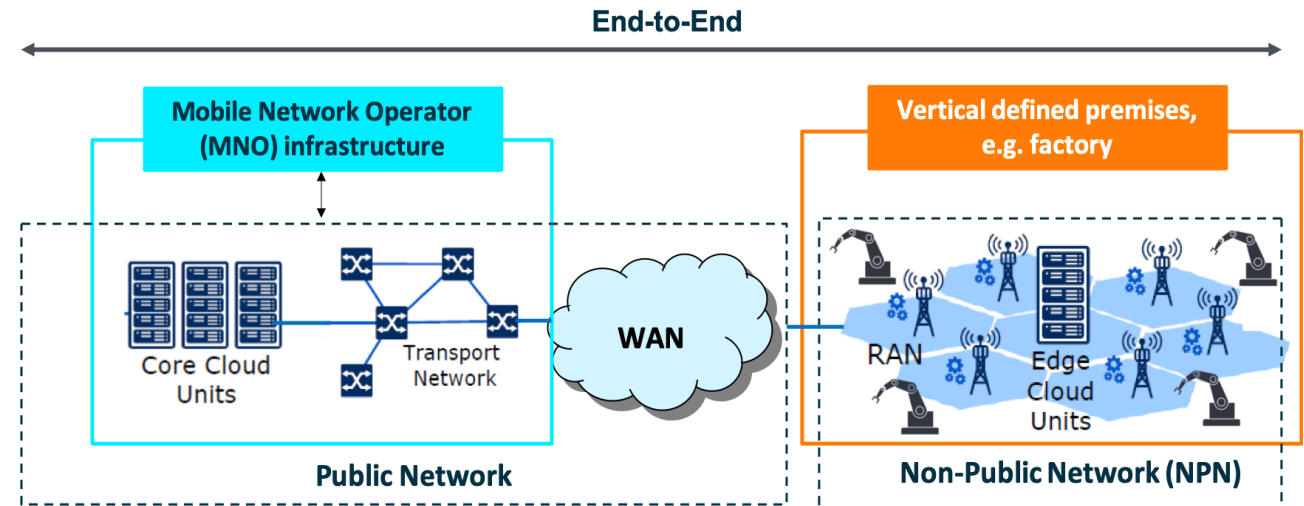 End-to-End
Mobile Network Operator
(MNO) infrastructure
Vertical defined premises,
e.g. factory
Core Cloud
Units
Transport
Network
WAN
RAN
Edge
Cloud
Units
Public Network
Non-Public Network (NPN)